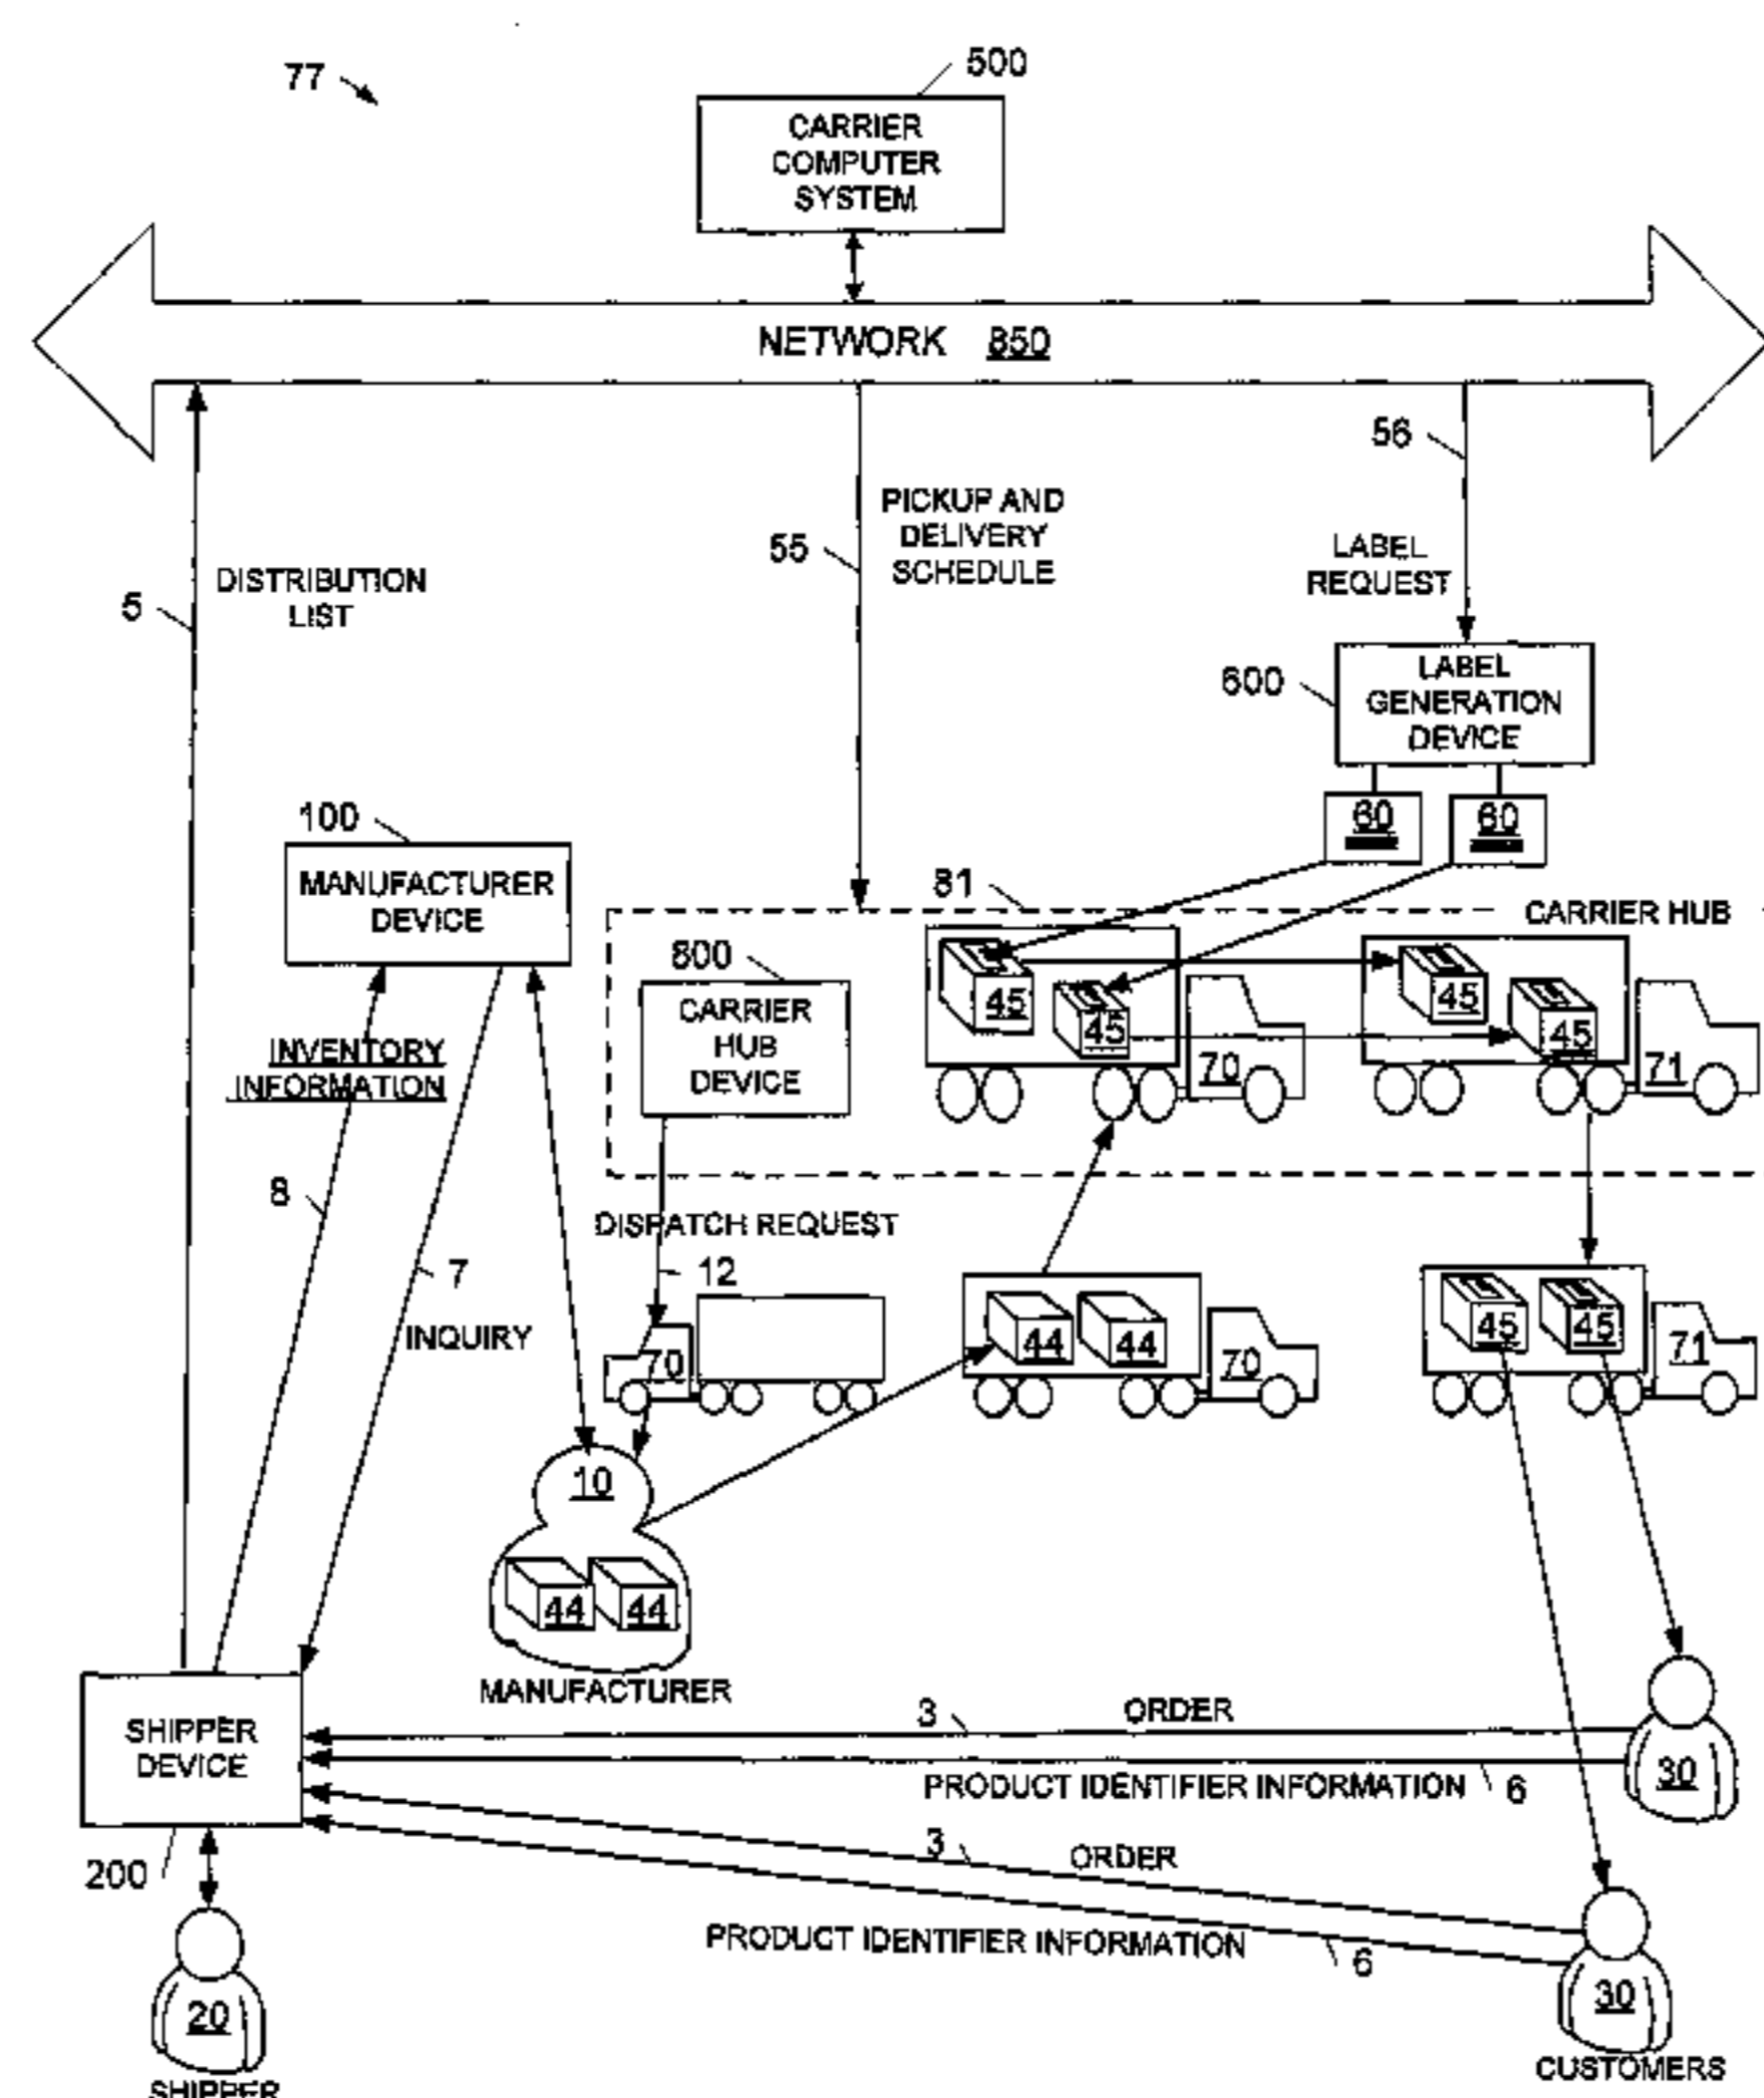 77
500
CARRIER
COMPUTER
SYSTEM
NETWORK 850
56
PICKUP AND
DELIVERY
SCHEDULE
55
LABEL
REQUEST
5
DISTRIBUTION
LIST
600
LABEL
GENERATION
DEVICE
100
60 60
MANUFACTURER
DEVICE
81
CARRIER HUB
800
CARRIER
HUB
DEVICE
45 45 70
45 45 71
INVENTORY
INFORMATION
8
DISPATCH REQUEST
7
12
INQUIRY
70
44 44 70
45 45 71
10
44 44
MANUFACTURER
SHIPPER
DEVICE
3 ORDER
PRODUCT IDENTIFIER INFORMATION 6
30
200
3 ORDER
PRODUCT IDENTIFIER INFORMATION 6
20
30
SHIPPER
CUSTOMERS